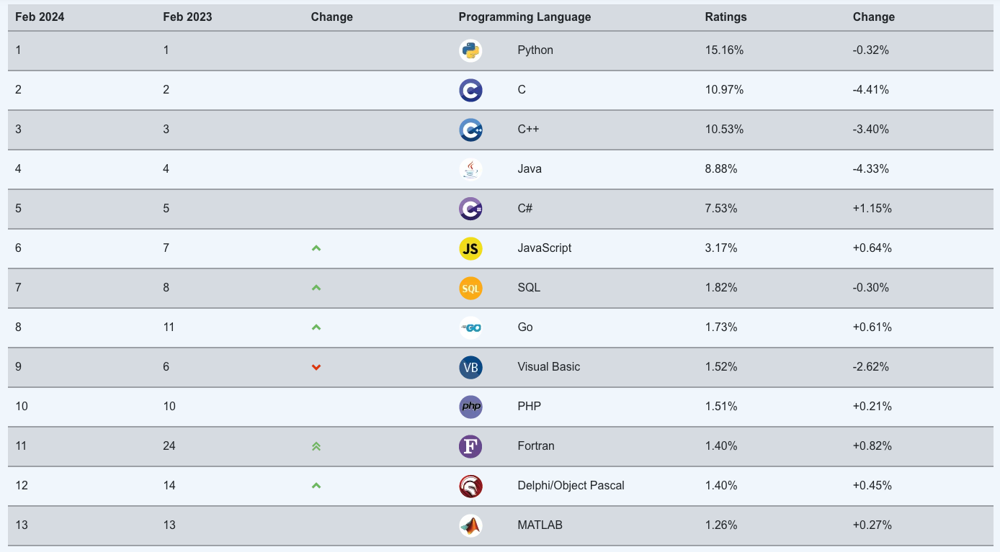 Feb 2024 Feb 2023 Change Programming Language Ratings Change
1 1 Python 15.16% -0.32%
2 2 C C 10.97% -4.41%
3 3 C++ C++ 10.53% -3.40%
4 4 Java 8.88% -4.33%
5 5 C# C# 7.53% +1.15%
6 7 JS JavaScript 3.17% +0.64%
7 8 SQL SQL 1.82% -0.30%
8 11 GO Go 1.73% +0.61%
9 6 VB Visual Basic 1.52% -2.62%
10 10 php PHP 1.51% +0.21%
11 24 F Fortran 1.40% +0.82%
12 14 Delphi/Object Pascal 1.40% +0.45%
13 13 MATLAB 1.26% +0.27%